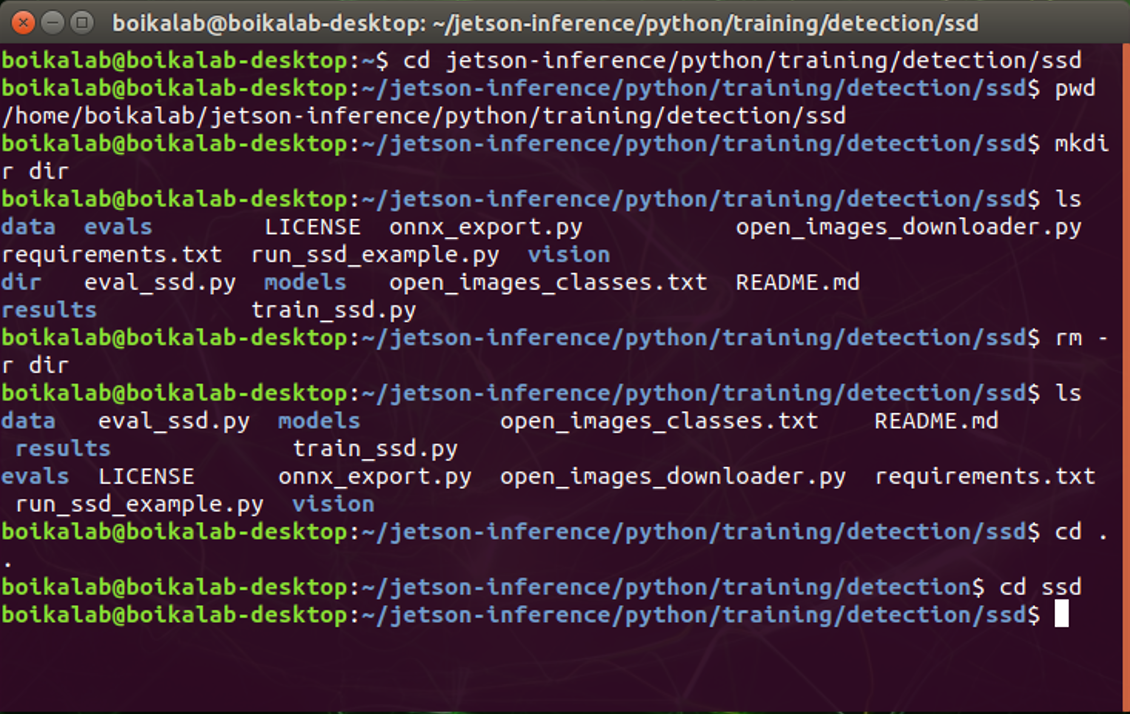 boikalab@boikalab-desktop: ~/jetson-inference/python/training/detection/ssd
boikalab@boikalab-desktop:~$ cd jetson-inference/python/training/detection/ssd
boikalab@boikalab-desktop:~/jetson-inference/python/training/detection/ssd$ pwd
/home/boikalab/jetson-inference/python/training/detection/ssd
boikalab@boikalab-desktop:~/jetson-inference/python/training/detection/ssd$ mkdi
r dir
boikalab@boikalab-desktop:~/jetson-inference/python/training/detection/ssd$ ls
data  evals        LICENSE  onnx_export.py           open_images_downloader.py
requirements.txt  run_ssd_example.py  vision
dir   eval_ssd.py  models   open_images_classes.txt  README.md
results           train_ssd.py
boikalab@boikalab-desktop:~/jetson-inference/python/training/detection/ssd$ rm -
r dir
boikalab@boikalab-desktop:~/jetson-inference/python/training/detection/ssd$ ls
data   eval_ssd.py  models          open_images_classes.txt    README.md
 results             train_ssd.py
evals  LICENSE      onnx_export.py  open_images_downloader.py  requirements.txt
 run_ssd_example.py  vision
boikalab@boikalab-desktop:~/jetson-inference/python/training/detection/ssd$ cd .
.
boikalab@boikalab-desktop:~/jetson-inference/python/training/detection$ cd ssd
boikalab@boikalab-desktop:~/jetson-inference/python/training/detection/ssd$